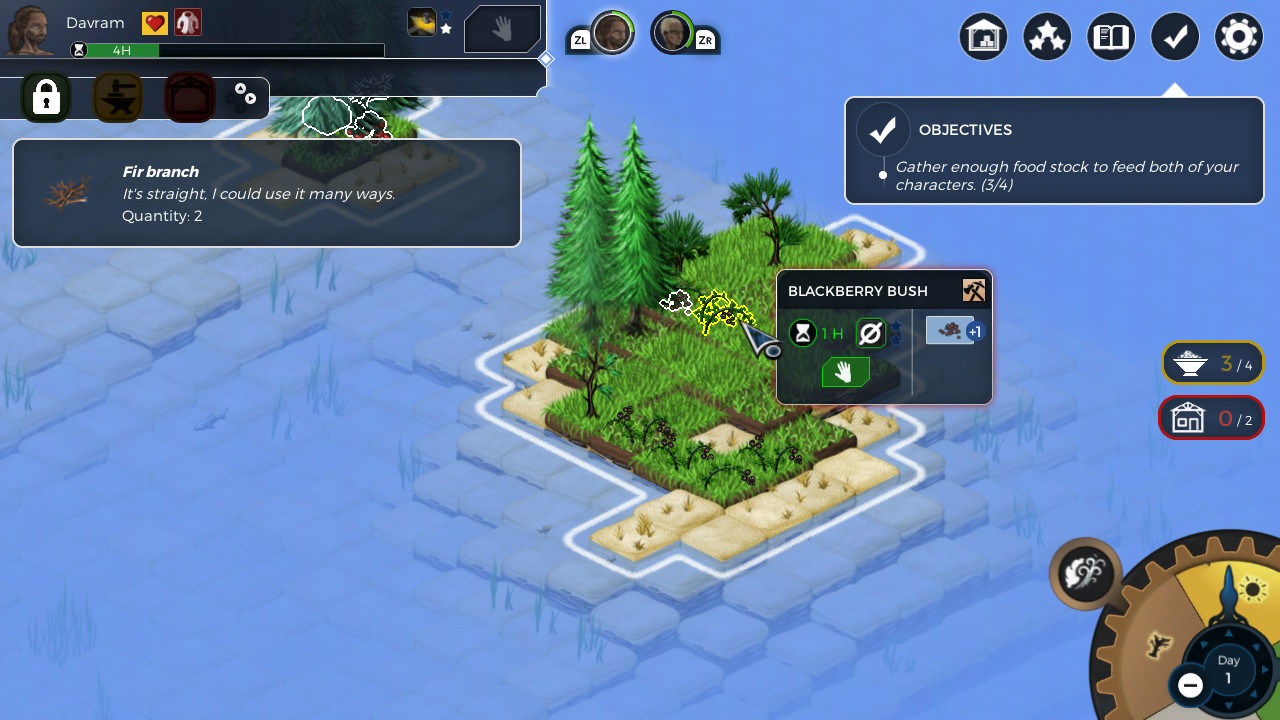 Davram
4H
ZL
ZR
Fir branch
It's straight, I could use it many ways.
Quantity: 2
OBJECTIVES
Gather enough food stock to feed both of your
characters. (3/4)
BLACKBERRY BUSH
1 H
+1
3 / 4
0 / 2
Day
1